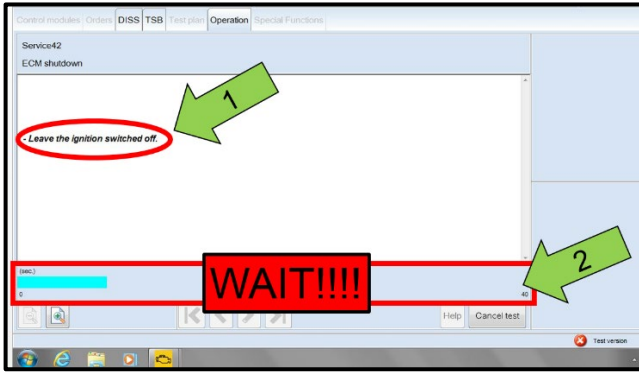 Control modules Orders DISS TSB Test plan Operation Special Functions
Service42
ECM shutdown
1
- Leave the ignition switched off.
2
(sec.)
WAIT!!!!
0 40
Help Cancel test
Test version